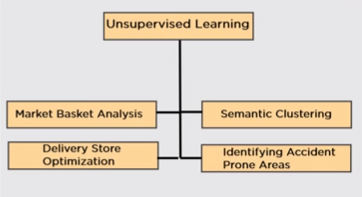 Unsupervised Learning
Market Basket Analysis
Semantic Clustering
Delivery Store
Optimization
Identifying Accident
Prone Areas